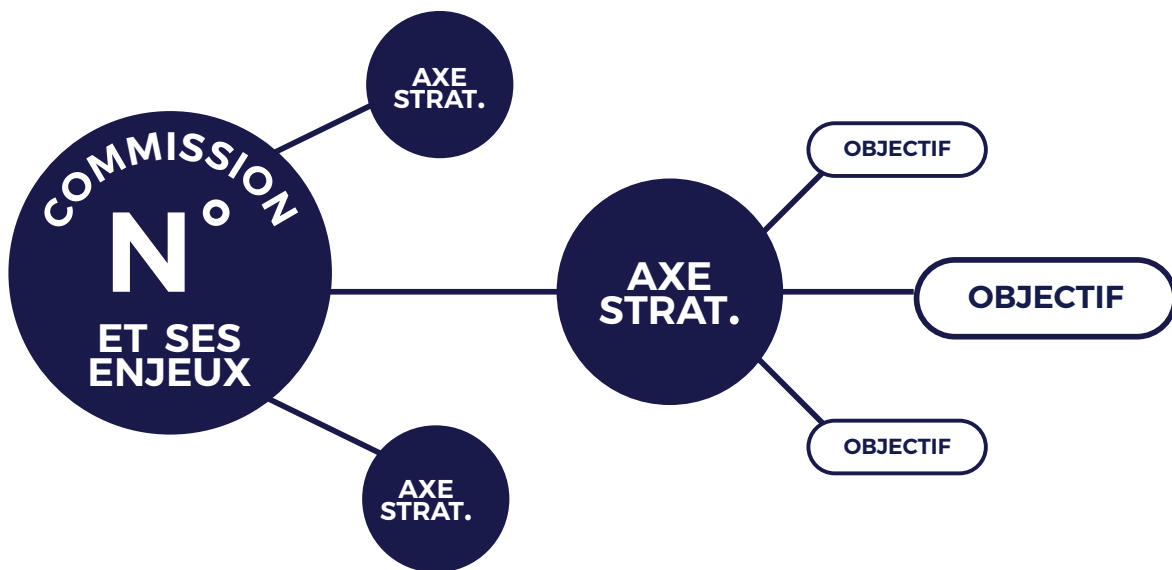 COMMISSION
N°
ET SES
ENJEUX
AXE
STRAT.
AXE
STRAT.
OBJECTIF
OBJECTIF
OBJECTIF
AXE
STRAT.